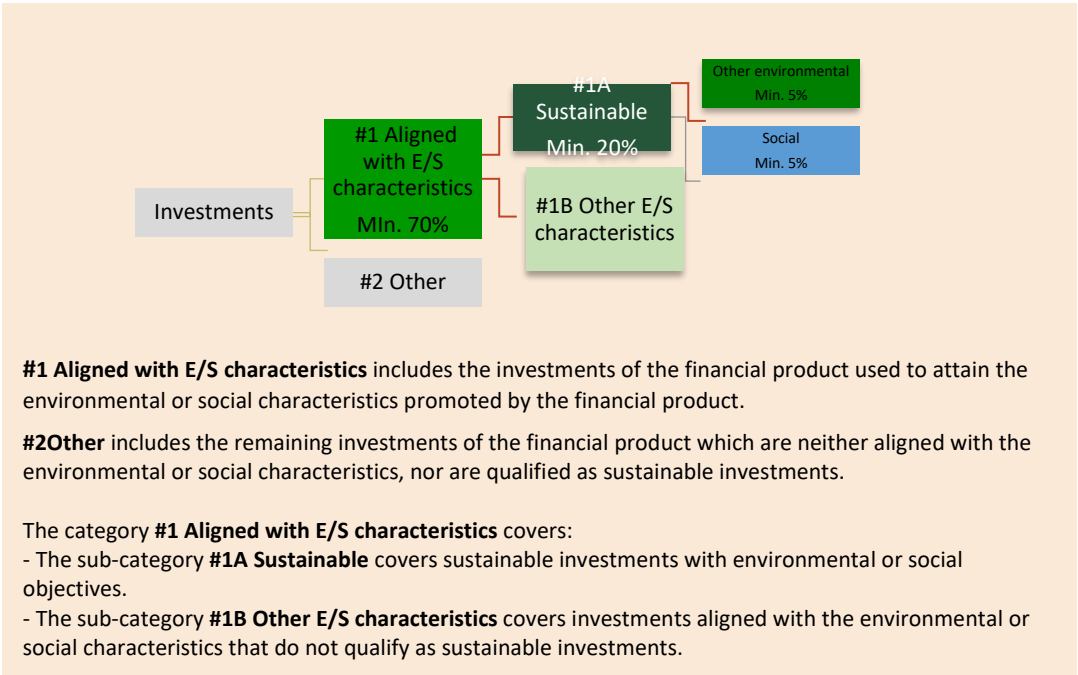 Investments
#1 Aligned
with E/S
characteristics
MIn. 70%
#2 Other
#1A
Sustainable
Min. 20%
#1B Other E/S
characteristics
Other environmental
Min. 5%
Social
Min. 5%
#1 Aligned with E/S characteristics includes the investments of the financial product used to attain the
environmental or social characteristics promoted by the financial product.
#2Other includes the remaining investments of the financial product which are neither aligned with the
environmental or social characteristics, nor are qualified as sustainable investments.
The category #1 Aligned with E/S characteristics covers:
- The sub-category #1A Sustainable covers sustainable investments with environmental or social
objectives.
- The sub-category #1B Other E/S characteristics covers investments aligned with the environmental or
social characteristics that do not qualify as sustainable investments.